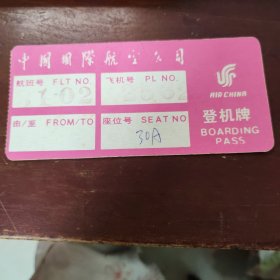 中国国际航空公司
航班号 FLT NO.
飞机号 PL NO.
AIR CHINA
由/至 FROM/TO
座位号 SEAT NO
30A
登机牌
BOARDING
PASS